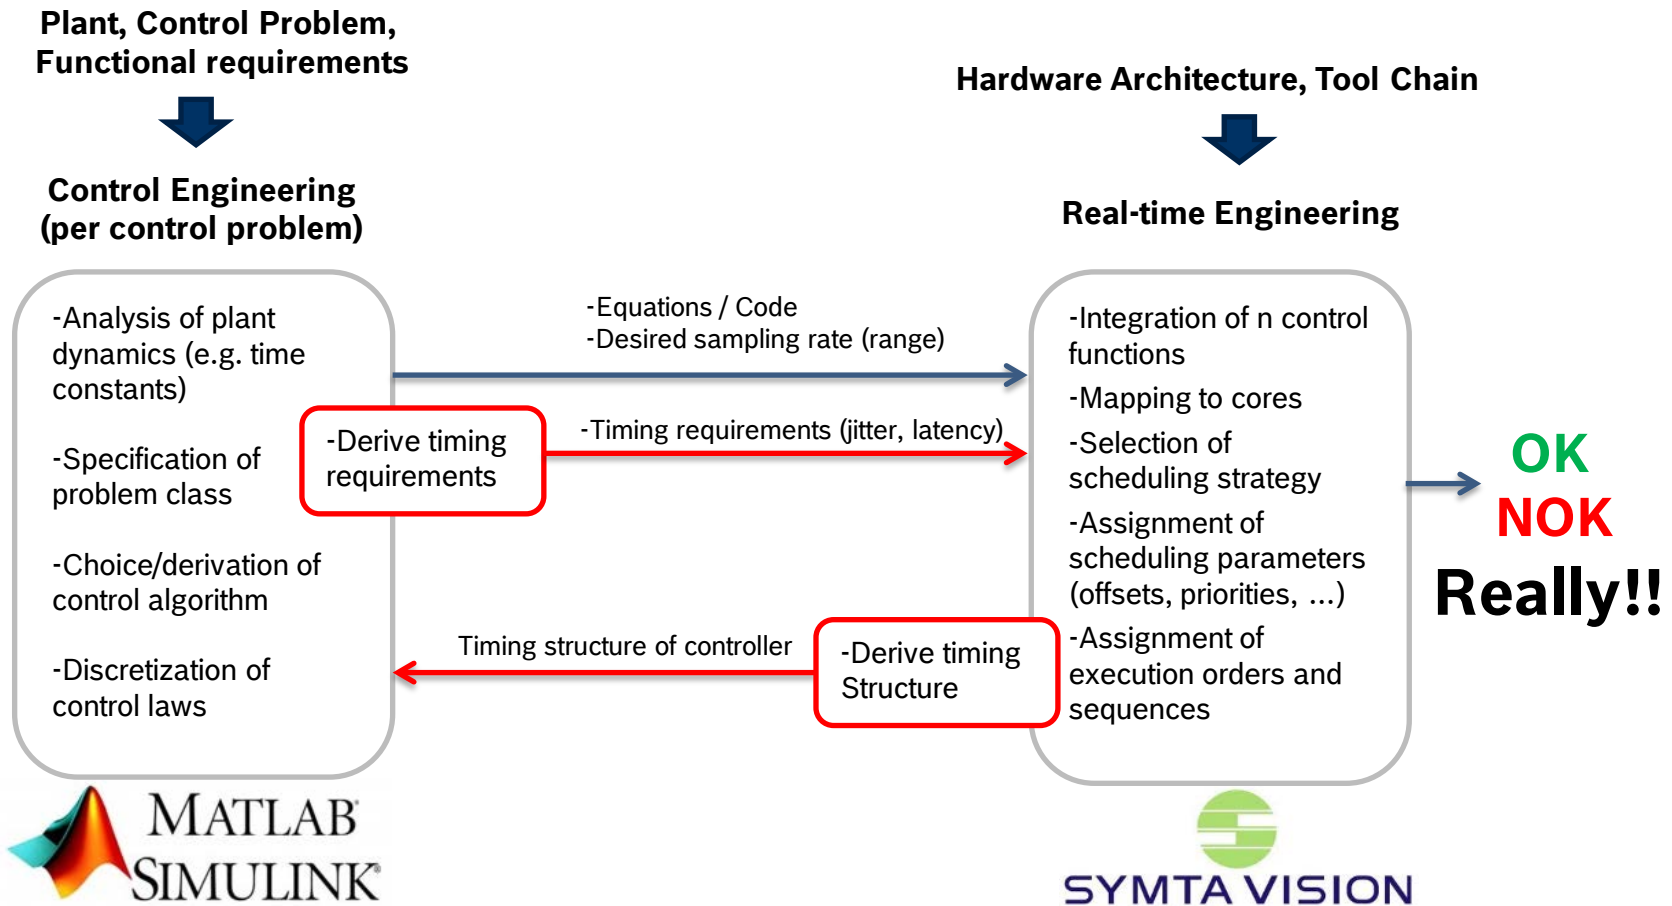 Plant, Control Problem,
Functional requirements
Hardware Architecture, Tool Chain
Control Engineering
(per control problem)
Real-time Engineering
-Analysis of plant
dynamics (e.g. time
constants)
-Specification of
problem class
-Choice/derivation of
control algorithm
-Discretization of
control laws
-Derive timing
requirements
-Equations / Code
-Desired sampling rate (range)
-Timing requirements (jitter, latency)
Timing structure of controller
-Derive timing
Structure
-Integration of n control
functions
-Mapping to cores
-Selection of
scheduling strategy
-Assignment of
scheduling parameters
(offsets, priorities, ...)
-Assignment of
execution orders and
sequences
OK
NOK
Really!!
MATLAB
SIMULINK®
SYMTA VISION